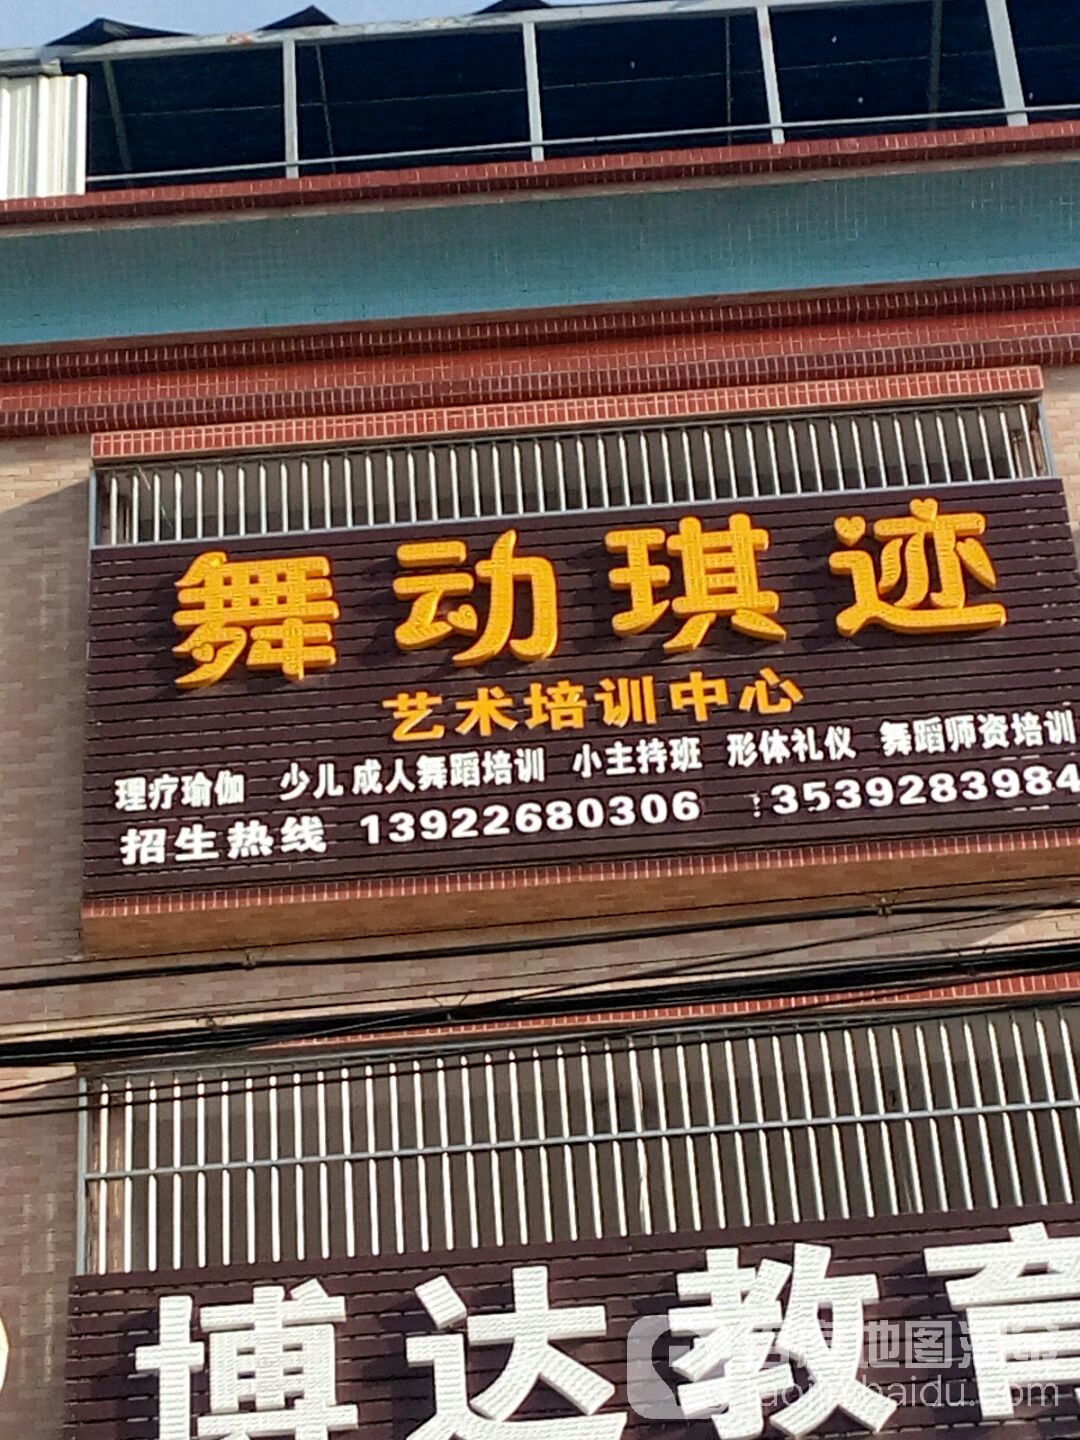 舞动琪迹
艺术培训中心
理疗瑜伽 少儿成人舞蹈培训 小主持班 形体礼仪 舞蹈师资培训
招生热线 13922680306 13539283984
博达教育